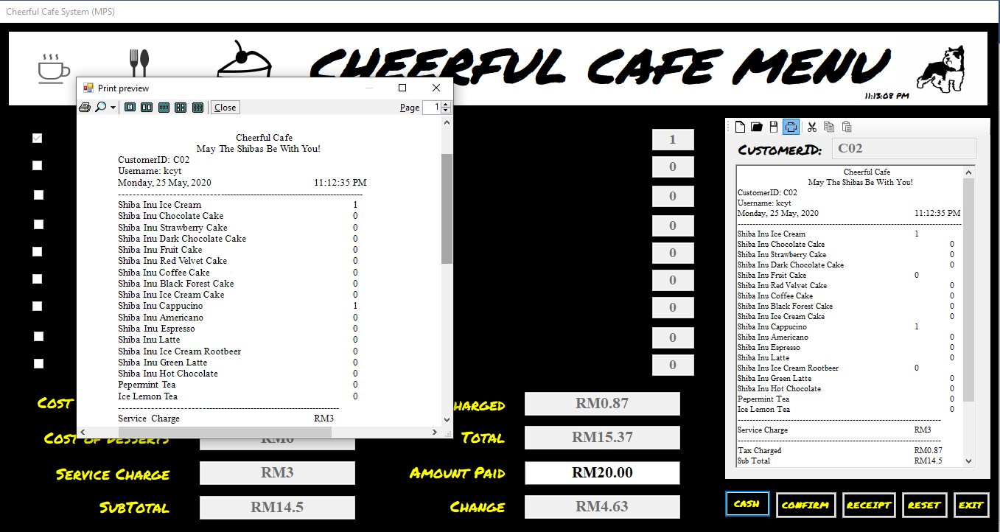 Cheerful Cafe System (MPS)
CHEERFUL CAFE MENU
11:13:08 PM
Print preview
Close
Page 1
Cheerful Cafe
May The Shibas Be With You!
CustomerID: C02
Username: kcyt
Monday, 25 May, 2020 11:12:35 PM
Shiba Inu Ice Cream 1
Shiba Inu Chocolate Cake 0
Shiba Inu Strawberry Cake 0
Shiba Inu Dark Chocolate Cake 0
Shiba Inu Fruit Cake 0
Shiba Inu Red Velvet Cake 0
Shiba Inu Coffee Cake 0
Shiba Inu Black Forest Cake 0
Shiba Inu Ice Cream Cake 0
Shiba Inu Cappucino 1
Shiba Inu Americano 0
Shiba Inu Espresso 0
Shiba Inu Latte 0
Shiba Inu Ice Cream Rootbeer 0
Shiba Inu Green Latte 0
Shiba Inu Hot Chocolate 0
Pepermint Tea 0
Ice Lemon Tea 0
Service Charge RM3
1
0
0
0
0
0
0
0
0
CustomerID: C02
Cheerful Cafe
May The Shibas Be With You!
CustomerID: C02
Username: kcyt
Monday, 25 May, 2020 11:12:35 PM
Shiba Inu Ice Cream 1
Shiba Inu Chocolate Cake 0
Shiba Inu Strawberry Cake 0
Shiba Inu Dark Chocolate Cake 0
Shiba Inu Fruit Cake 0
Shiba Inu Red Velvet Cake 0
Shiba Inu Coffee Cake 0
Shiba Inu Black Forest Cake 0
Shiba Inu Ice Cream Cake 0
Shiba Inu Cappucino 1
Shiba Inu Americano 0
Shiba Inu Espresso 0
Shiba Inu Latte 0
Shiba Inu Ice Cream Rootbeer 0
Shiba Inu Green Latte 0
Shiba Inu Hot Chocolate 0
Pepermint Tea 0
Ice Lemon Tea 0
Service Charge RM3
Tax Charged RM0.87
Sub Total RM14.5
Cost
Cost of Desserts RM6
Service Charge RM3
SubTotal RM14.5
harged RM0.87
Total RM15.37
Amount Paid RM20.00
Change RM4.63
CASH
CONFIRM
RECEIPT
RESET
EXIT